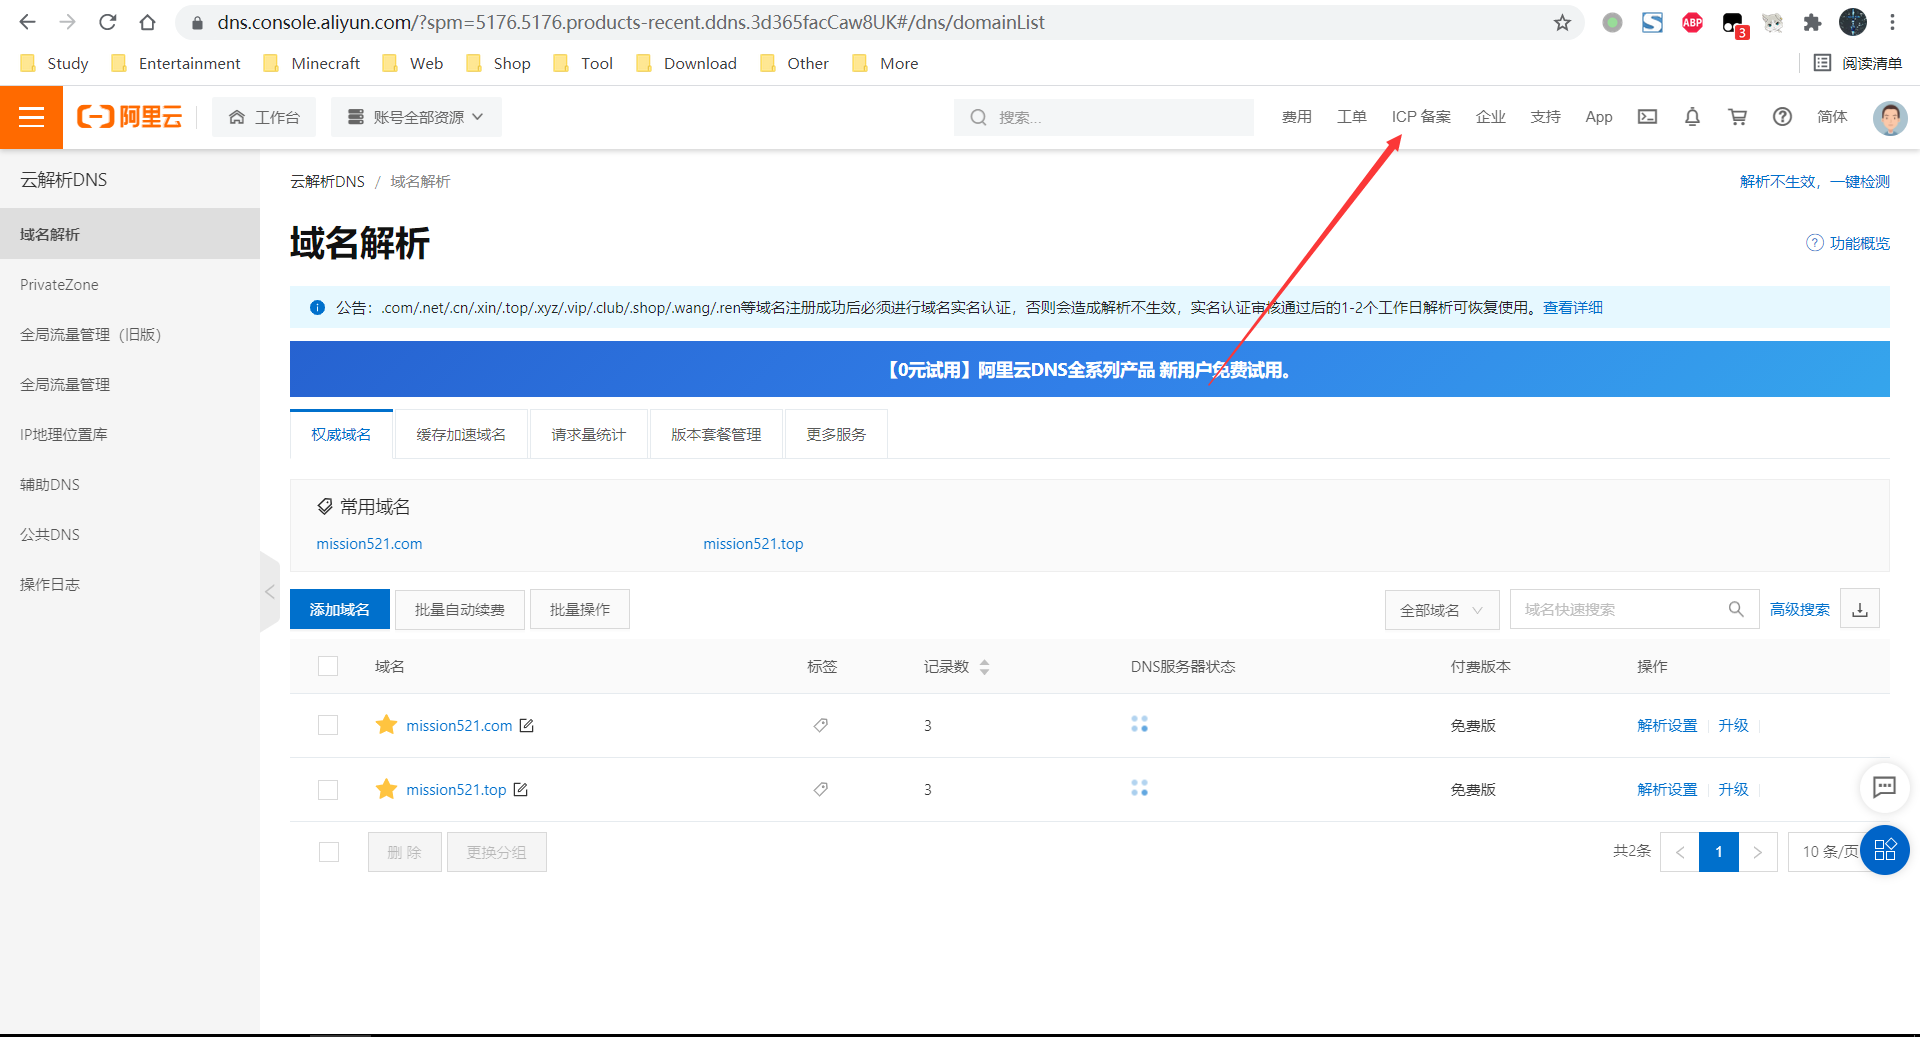 dns.console.aliyun.com/?spm=5176.5176.products-recent.ddns.3d365facCaw8UK#/dns/domainList
ABP
3
Study
Entertainment
Minecraft
Web
Shop
Tool
Download
Other
More
阅读清单
阿里云
工作台
账号全部资源
搜索...
费用
工单
ICP 备案
企业
支持
App
简体
云解析DNS
域名解析
PrivateZone
全局流量管理（旧版）
全局流量管理
IP地理位置库
辅助DNS
公共DNS
操作日志
云解析DNS / 域名解析
解析不生效，一键检测
域名解析
功能概览
公告：.com/.net/.cn/.xin/.top/.xyz/.vip/.club/.shop/.wang/.ren等域名注册成功后必须进行域名实名认证，否则会造成解析不生效，实名认证审核通过后的1-2个工作日解析可恢复使用。查看详细
【0元试用】阿里云DNS全系列产品 新用户免费试用。
权威域名
缓存加速域名
请求量统计
版本套餐管理
更多服务
常用域名
mission521.com
mission521.top
添加域名
批量自动续费
批量操作
全部域名
域名快速搜索
高级搜索
域名
标签
记录数
DNS服务器状态
付费版本
操作
mission521.com
3
免费版
解析设置
升级
mission521.top
3
免费版
解析设置
升级
删 除
更换分组
共2条
<
1
>
10 条/页